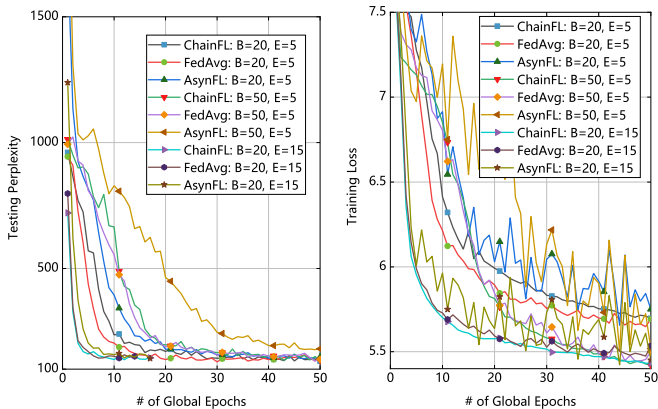 1500
1000
500
100
Testing Perplexity
ChainFL: B=20, E=5
FedAvg: B=20, E=5
AsynFL: B=20, E=5
ChainFL: B=50, E=5
FedAvg: B=50, E=5
AsynFL: B=50, E=5
ChainFL: B=20, E=15
FedAvg: B=20, E=15
AsynFL: B=20, E=15
0 10 20 30 40 50
# of Global Epochs
7.5
7
6.5
6
5.5
Training Loss
ChainFL: B=20, E=5
FedAvg: B=20, E=5
AsynFL: B=20, E=5
ChainFL: B=50, E=5
FedAvg: B=50, E=5
AsynFL: B=50, E=5
ChainFL: B=20, E=15
FedAvg: B=20, E=15
AsynFL: B=20, E=15
0 10 20 30 40 50
# of Global Epochs